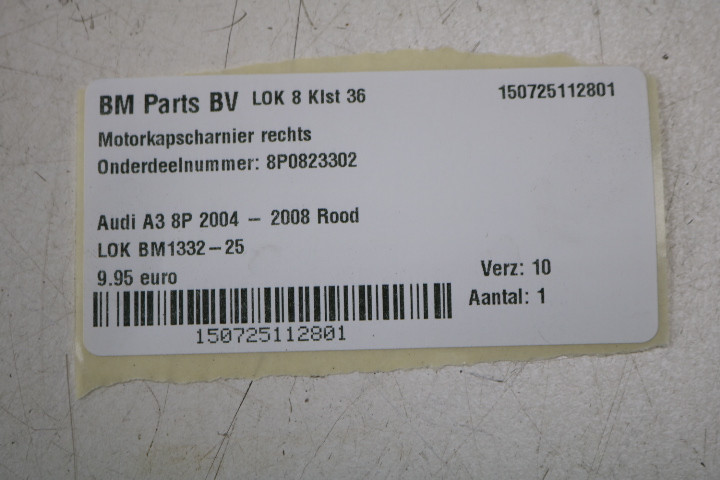 BM Parts BV LOK 8 Klst 36 150725112801
Motorkapscharnier rechts
Onderdeelnummer: 8P0823302
Audi A3 8P 2004 - 2008 Rood
LOK BM1332-25
9.95 euro
Verz: 10
Aantal: 1
150725112801